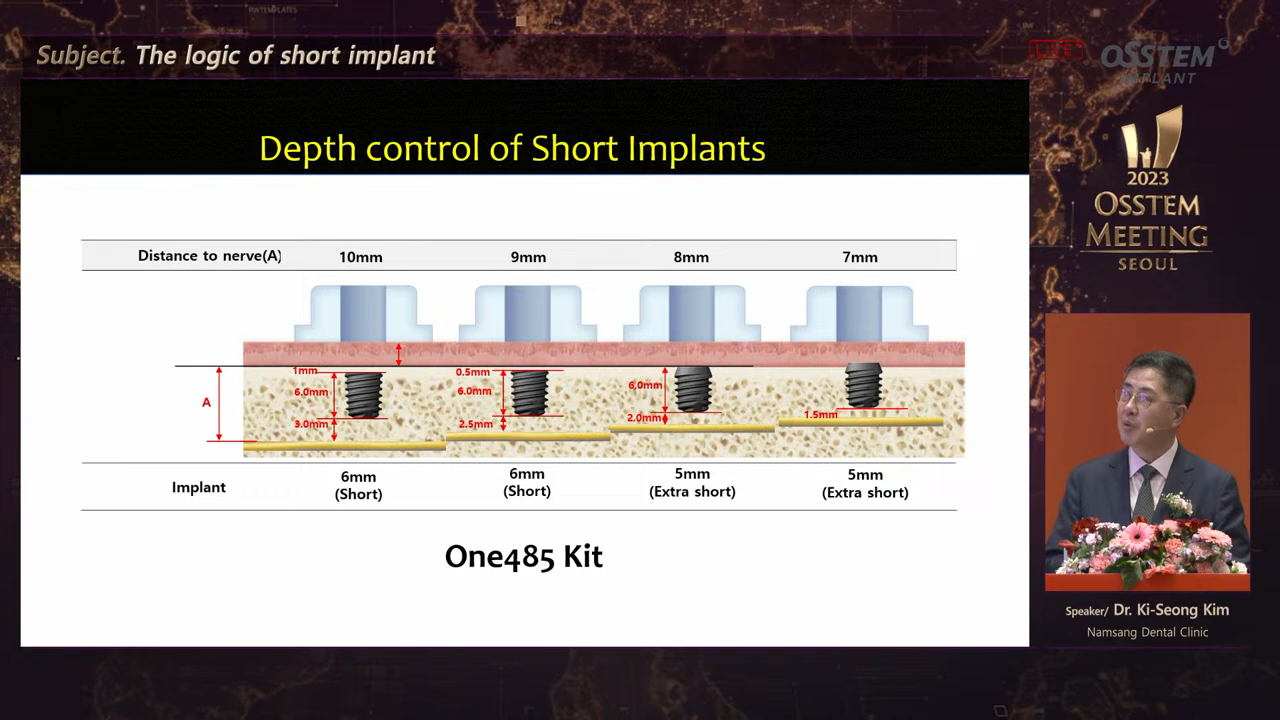 Subject. The logic of short implant
LIVE
OSSTEM
IMPLANT
2023
OSSTEM
MEETING
SEOUL
Depth control of Short Implants
Distance to nerve(A) 10mm 9mm 8mm 7mm
1mm 0.5mm
6.0mm 6.0mm 6.0mm
A
3.0mm 2.5mm 2.0mm 1.5mm
Implant
6mm 6mm 5mm 5mm
(Short) (Short) (Extra short) (Extra short)
One485 Kit
Speaker/ Dr. Ki-Seong Kim
Namsang Dental Clinic